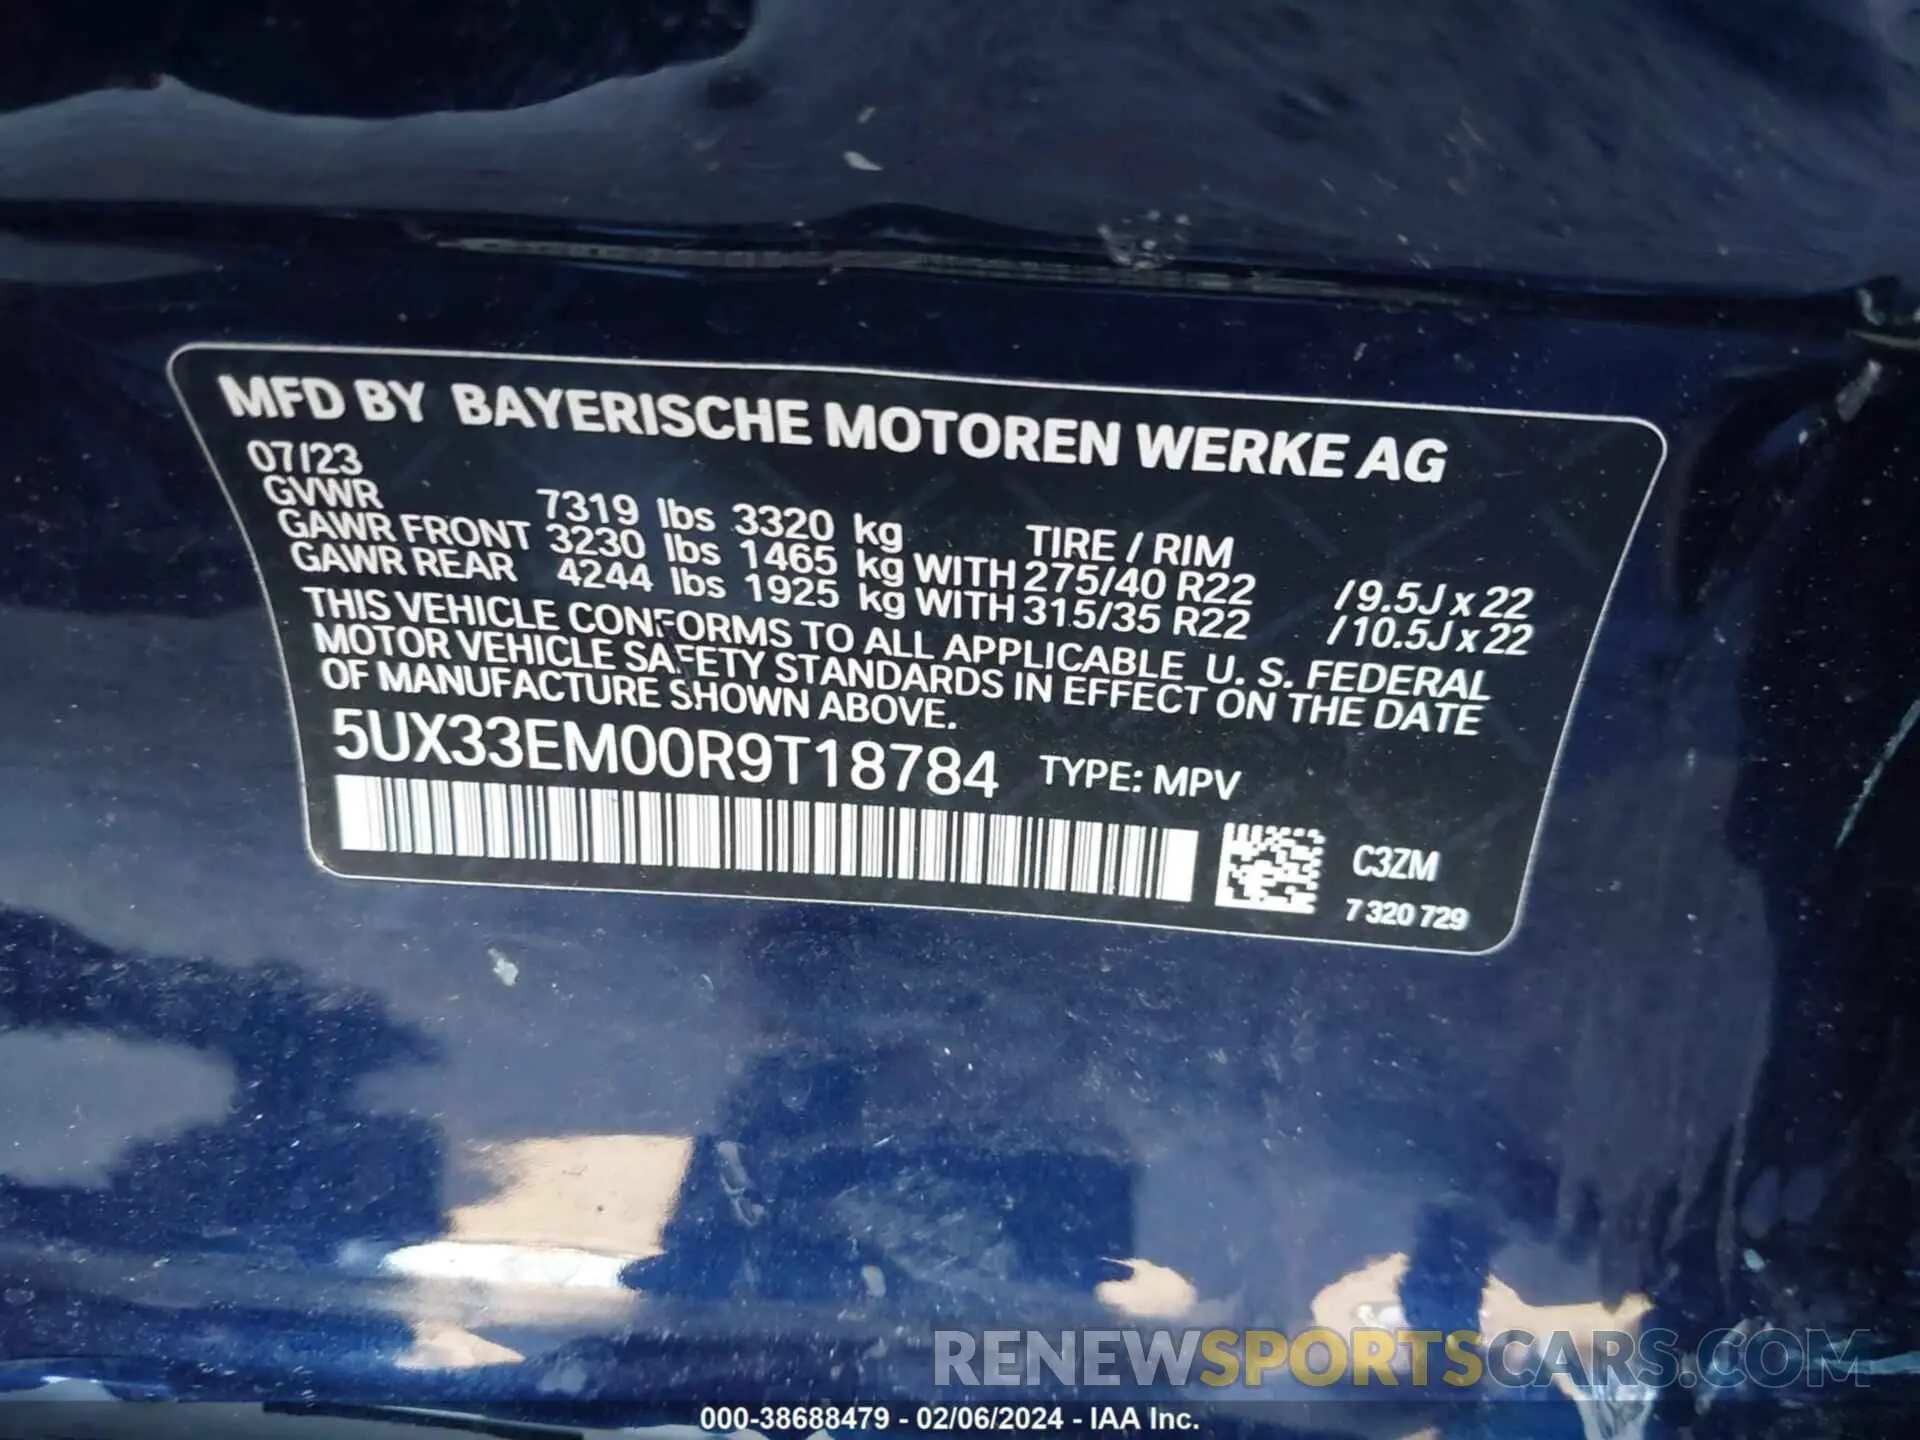 MFD BY BAYERISCHE MOTOREN WERKE AG
07/23
GVWR 7319 lbs 3320 kg TIRE / RIM
GAWR FRONT 3230 lbs 1465 kg WITH 275/40 R22 /9.5J x 22
GAWR REAR 4244 lbs 1925 kg WITH 315/35 R22 /10.5J x 22
THIS VEHICLE CONFORMS TO ALL APPLICABLE U. S. FEDERAL
MOTOR VEHICLE SAFETY STANDARDS IN EFFECT ON THE DATE
OF MANUFACTURE SHOWN ABOVE.
5UX33EM00R9T18784 TYPE: MPV
C3ZM
7 320 729
RENEWSPORTSCARS.COM
000-38688479 - 02/06/2024 - IAA Inc.